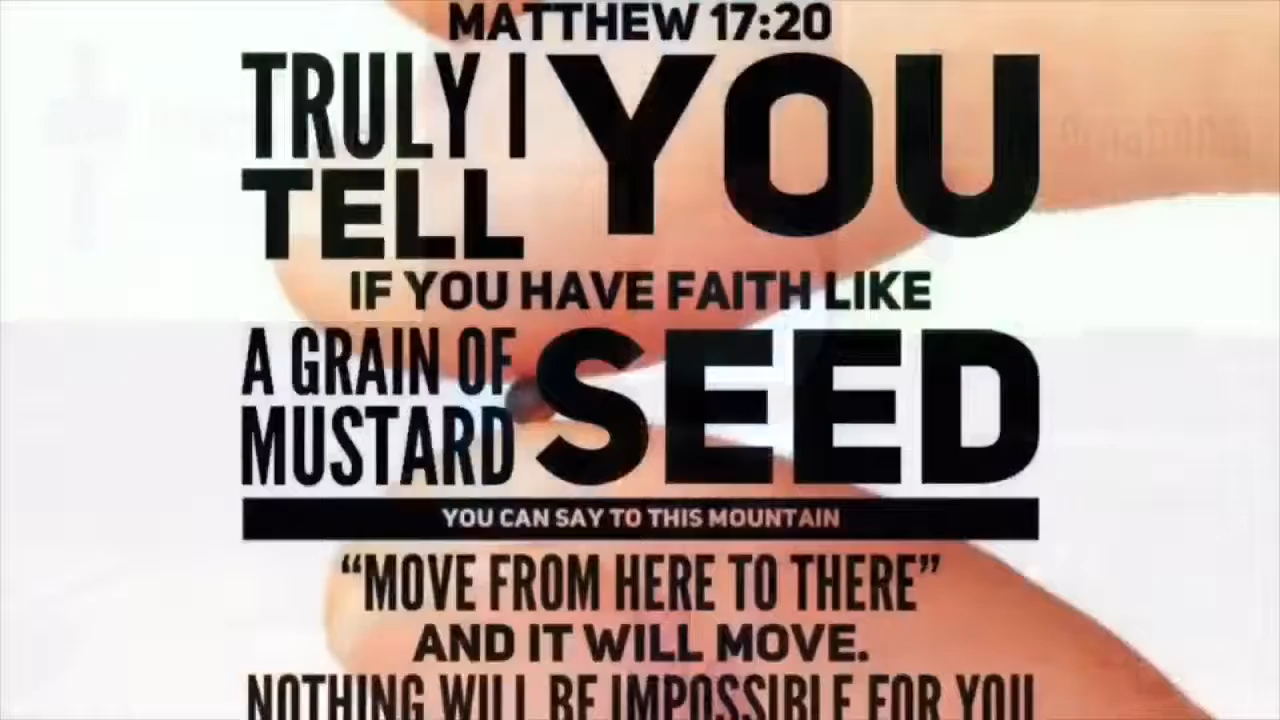 MATTHEW 17:20
TRULY I
TELL YOU
IF YOU HAVE FAITH LIKE
A GRAIN OF
MUSTARD SEED
YOU CAN SAY TO THIS MOUNTAIN
“MOVE FROM HERE TO THERE”
AND IT WILL MOVE.
NOTHING WILL BE IMPOSSIBLE FOR YOU